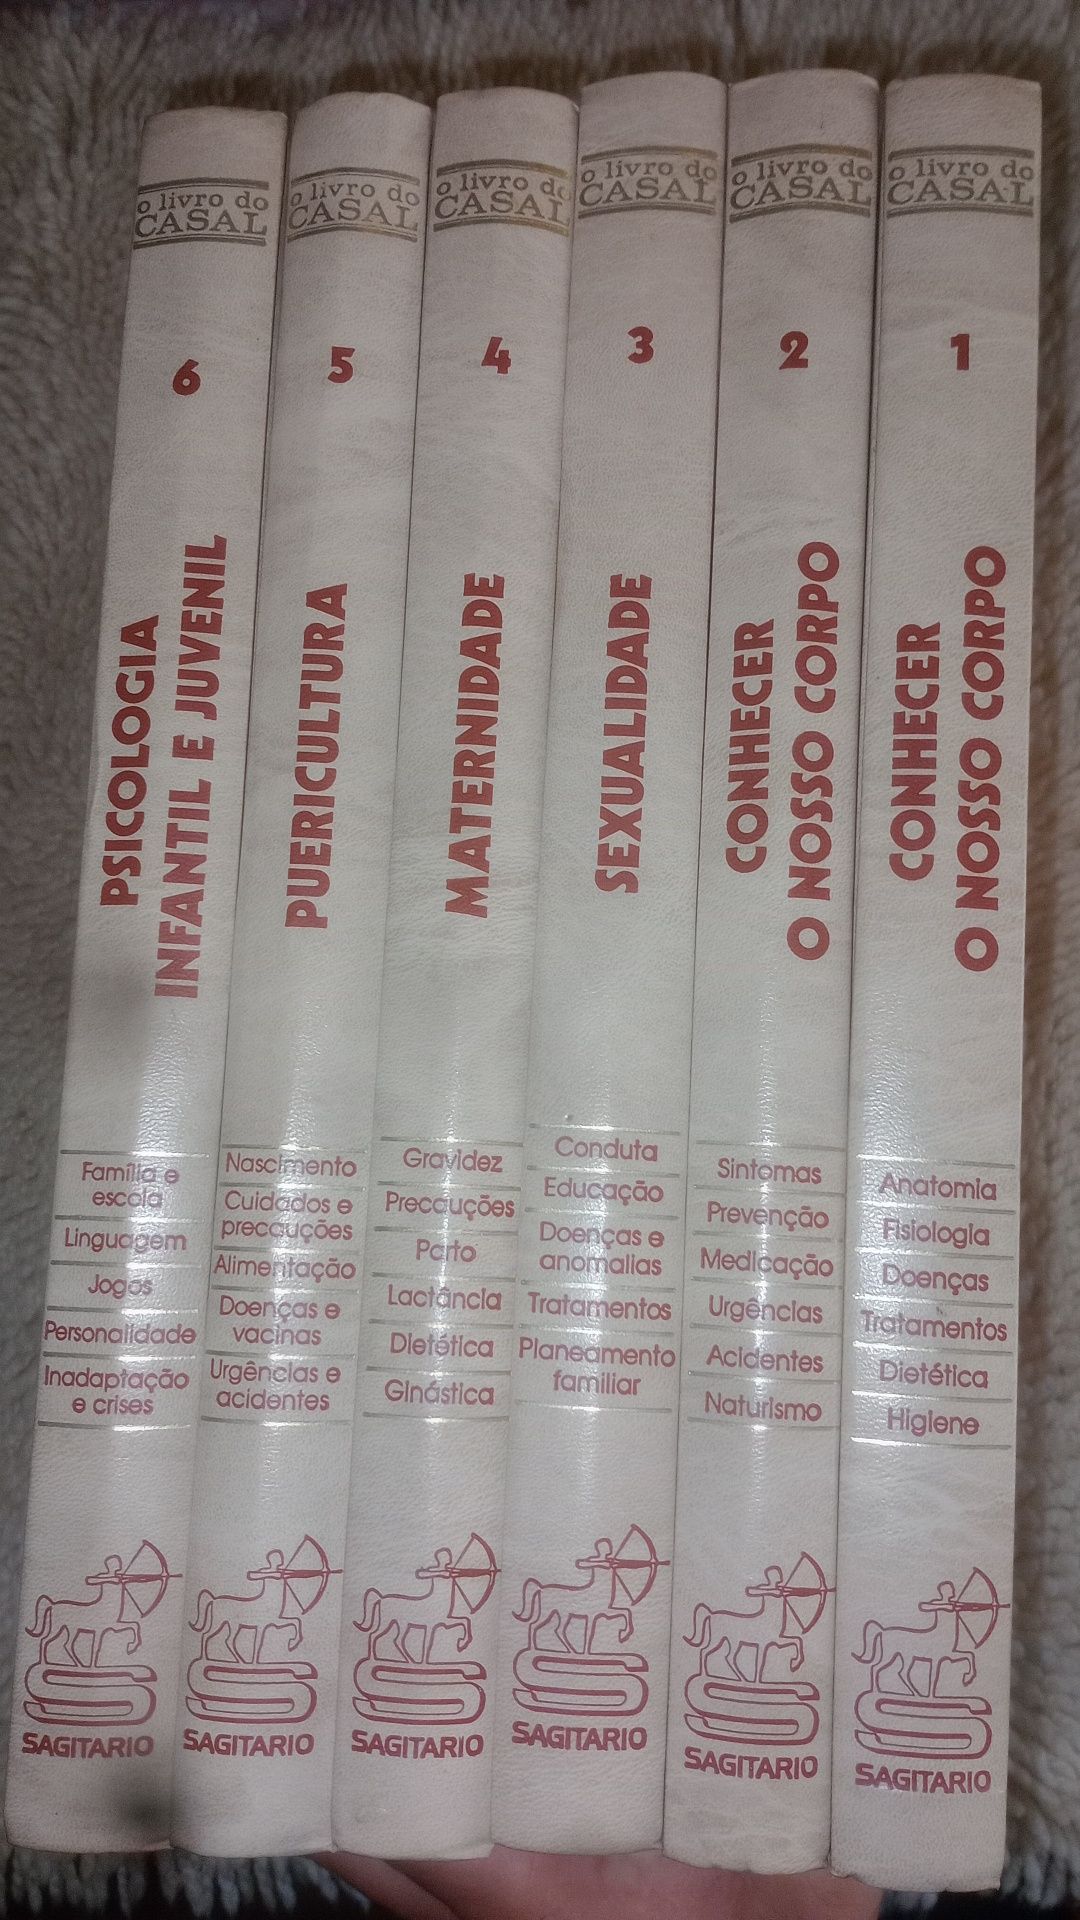 o livro do
CASAL
6
PSICOLOGIA
INFANTIL E JUVENIL
Família e
escola
Linguagem
Jogos
Personalidade
Inadaptação
e crises
SAGITARIO
o livro do
CASAL
5
PUERICULTURA
Nascimento
Cuidados e
precauções
Alimentação
Doenças e
vacinas
Urgências e
acidentes
SAGITARIO
o livro do
CASAL
4
MATERNIDADE
Gravidez
Precauções
Parto
Lactância
Dietética
Ginástica
SAGITARIO
o livro do
CASAL
3
SEXUALIDADE
Conduta
Educação
Doenças e
anomalias
Tratamentos
Planeamento
familiar
SAGITARIO
o livro do
CASAL
2
CONHECER
O NOSSO CORPO
Sintomas
Prevenção
Medicação
Urgências
Acidentes
Naturismo
SAGITARIO
o livro do
CASAL
1
CONHECER
O NOSSO CORPO
Anatomia
Fisiologia
Doenças
Tratamentos
Dietética
Higiene
SAGITARIO